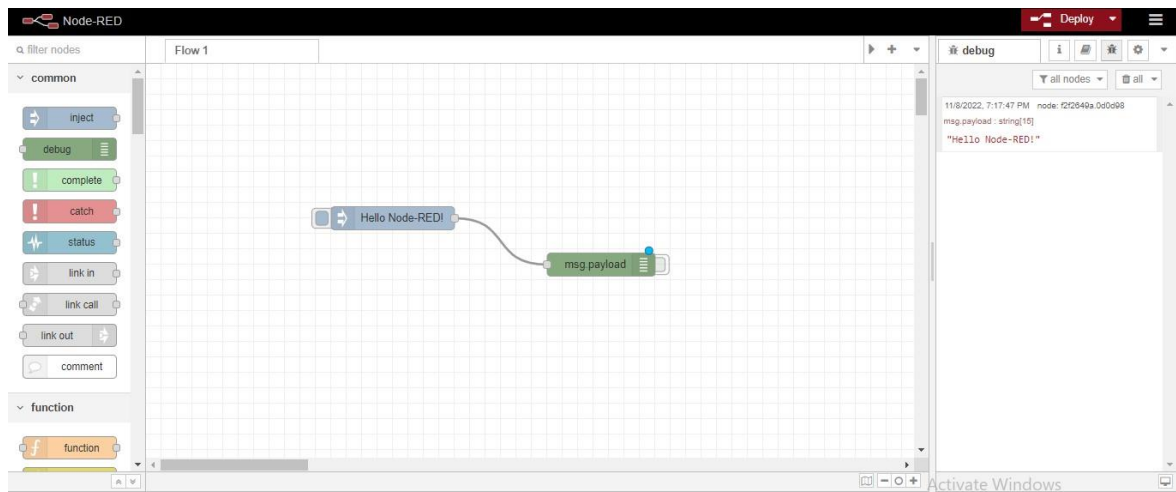 Node-RED
Deploy
filter nodes
Flow 1
debug
i
common
all nodes
all
inject
debug
complete
catch
status
link in
link call
link out
comment
function
f
function
11/8/2022, 7:17:47 PM node: f2f2649a.0d0d98
msg.payload : string[15]
"Hello Node-RED!"
Hello Node-RED!
msg.payload
Activate Windows